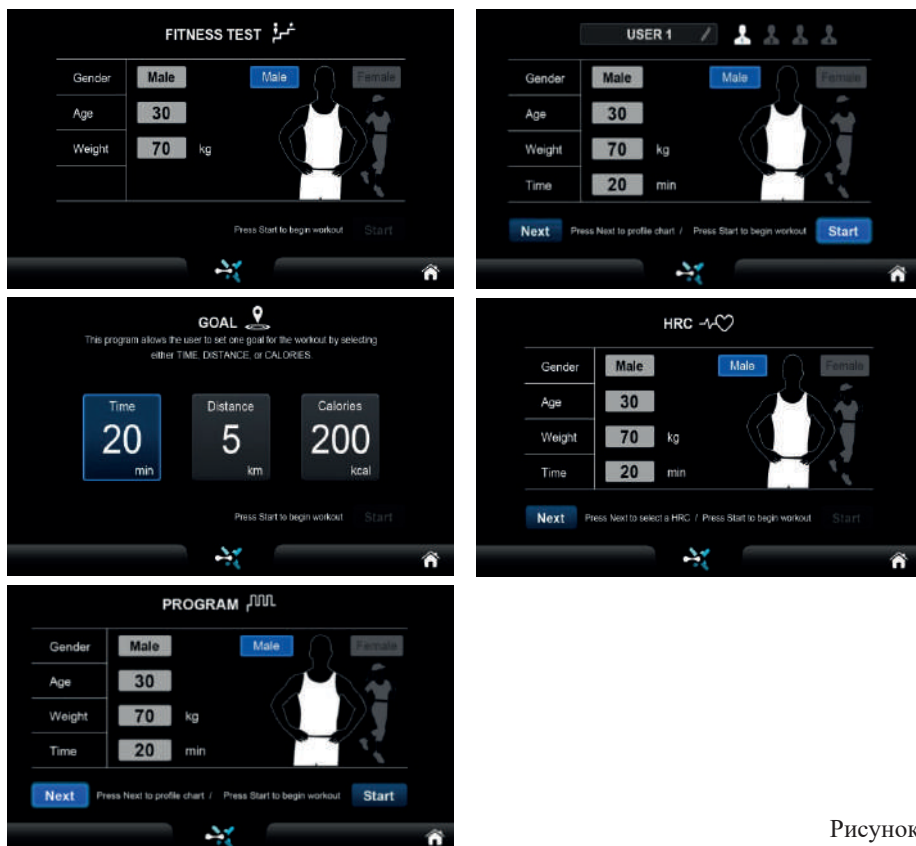 FITNESS TEST
Gender Male Male Female
Age 30
Weight 70 kg
Press Start to begin workout Start
USER 1
Gender Male Male Female
Age 30
Weight 70 kg
Time 20 min
Next Press Next to profile chart / Press Start to begin workout Start
GOAL
This program allows the user to set one goal for the workout by selecting
either TIME, DISTANCE, or CALORIES.
Time Distance Calories
20 5 200
min km kcal
Press Start to begin workout Start
HRC
Gender Male Male Female
Age 30
Weight 70 kg
Time 20 min
Next Press Next to select a HRC / Press Start to begin workout Start
PROGRAM
Gender Male Male Female
Age 30
Weight 70 kg
Time 20 min
Next Press Next to profile chart / Press Start to begin workout Start
Рисунок